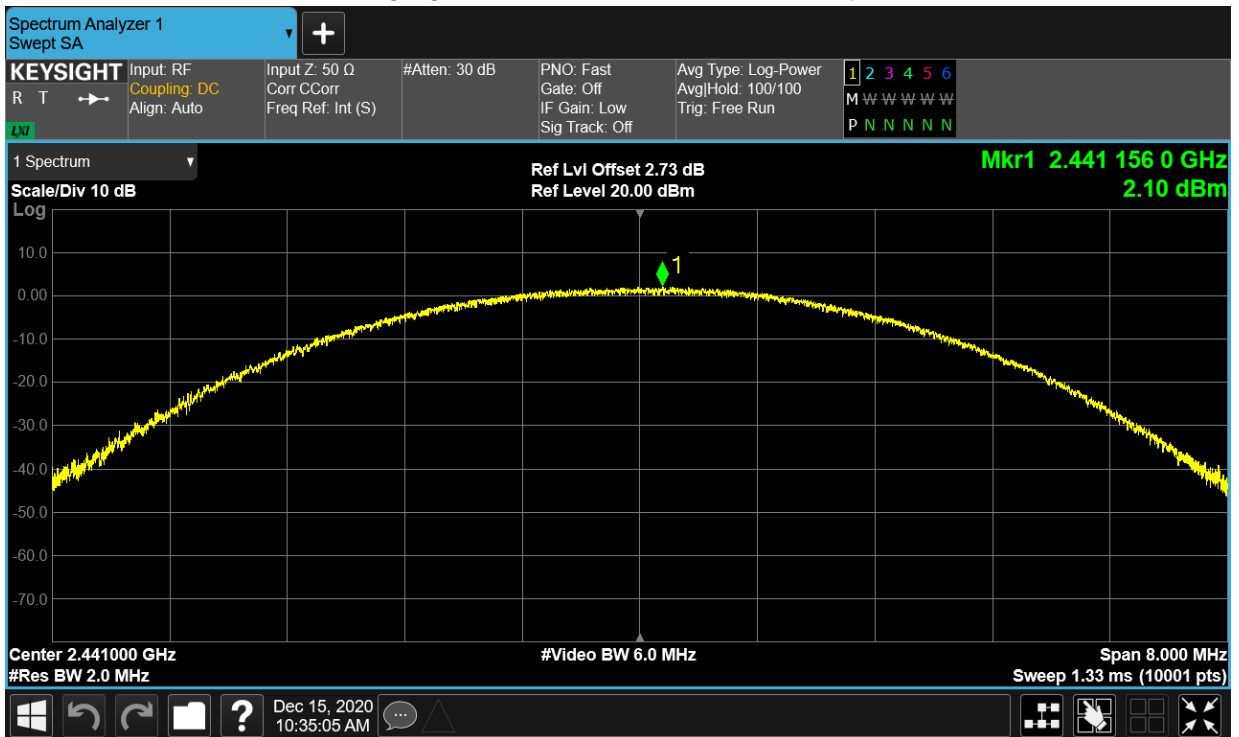 Spectrum Analyzer 1
Swept SA
+
KEYSIGHT
R T
LXI
Input: RF
Coupling: DC
Align: Auto
Input Z: 50 Ω
Corr CCorr
Freq Ref: Int (S)
#Atten: 30 dB
PNO: Fast
Gate: Off
IF Gain: Low
Sig Track: Off
Avg Type: Log-Power
Avg|Hold: 100/100
Trig: Free Run
1 2 3 4 5 6
M W W W W W
P N N N N N
1 Spectrum
Scale/Div 10 dB
Log
Ref Lvl Offset 2.73 dB
Ref Level 20.00 dBm
Mkr1 2.441 156 0 GHz
2.10 dBm
1
10.0
0.00
-10.0
-20.0
-30.0
-40.0
-50.0
-60.0
-70.0
Center 2.441000 GHz
#Res BW 2.0 MHz
#Video BW 6.0 MHz
Span 8.000 MHz
Sweep 1.33 ms (10001 pts)
?
Dec 15, 2020
10:35:05 AM